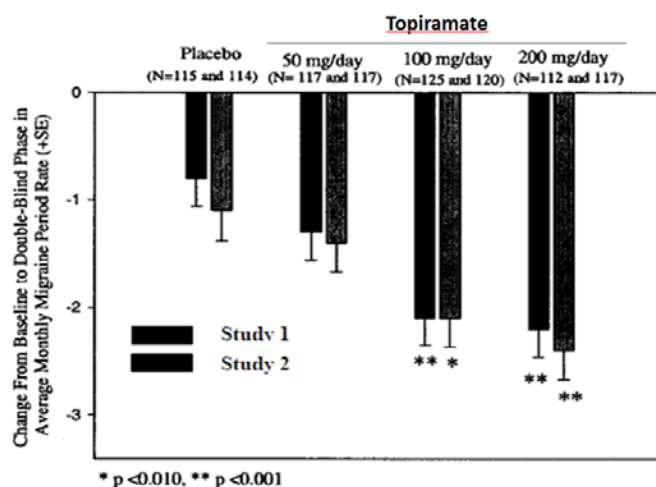 Topiramate
Placebo
(N=115 and 114)
50 mg/day
(N= 117 and 117)
100 mg/day
(N=125 and 120)
200 mg/day
(N=112 and 117)
Change From Baseline to Double-Blind Phase in
Average Monthly Migraine Period Rate (+SE)
0
-1
-2
-3
Study 1
Study 2
** *
** **
* p <0.010, ** p <0.001